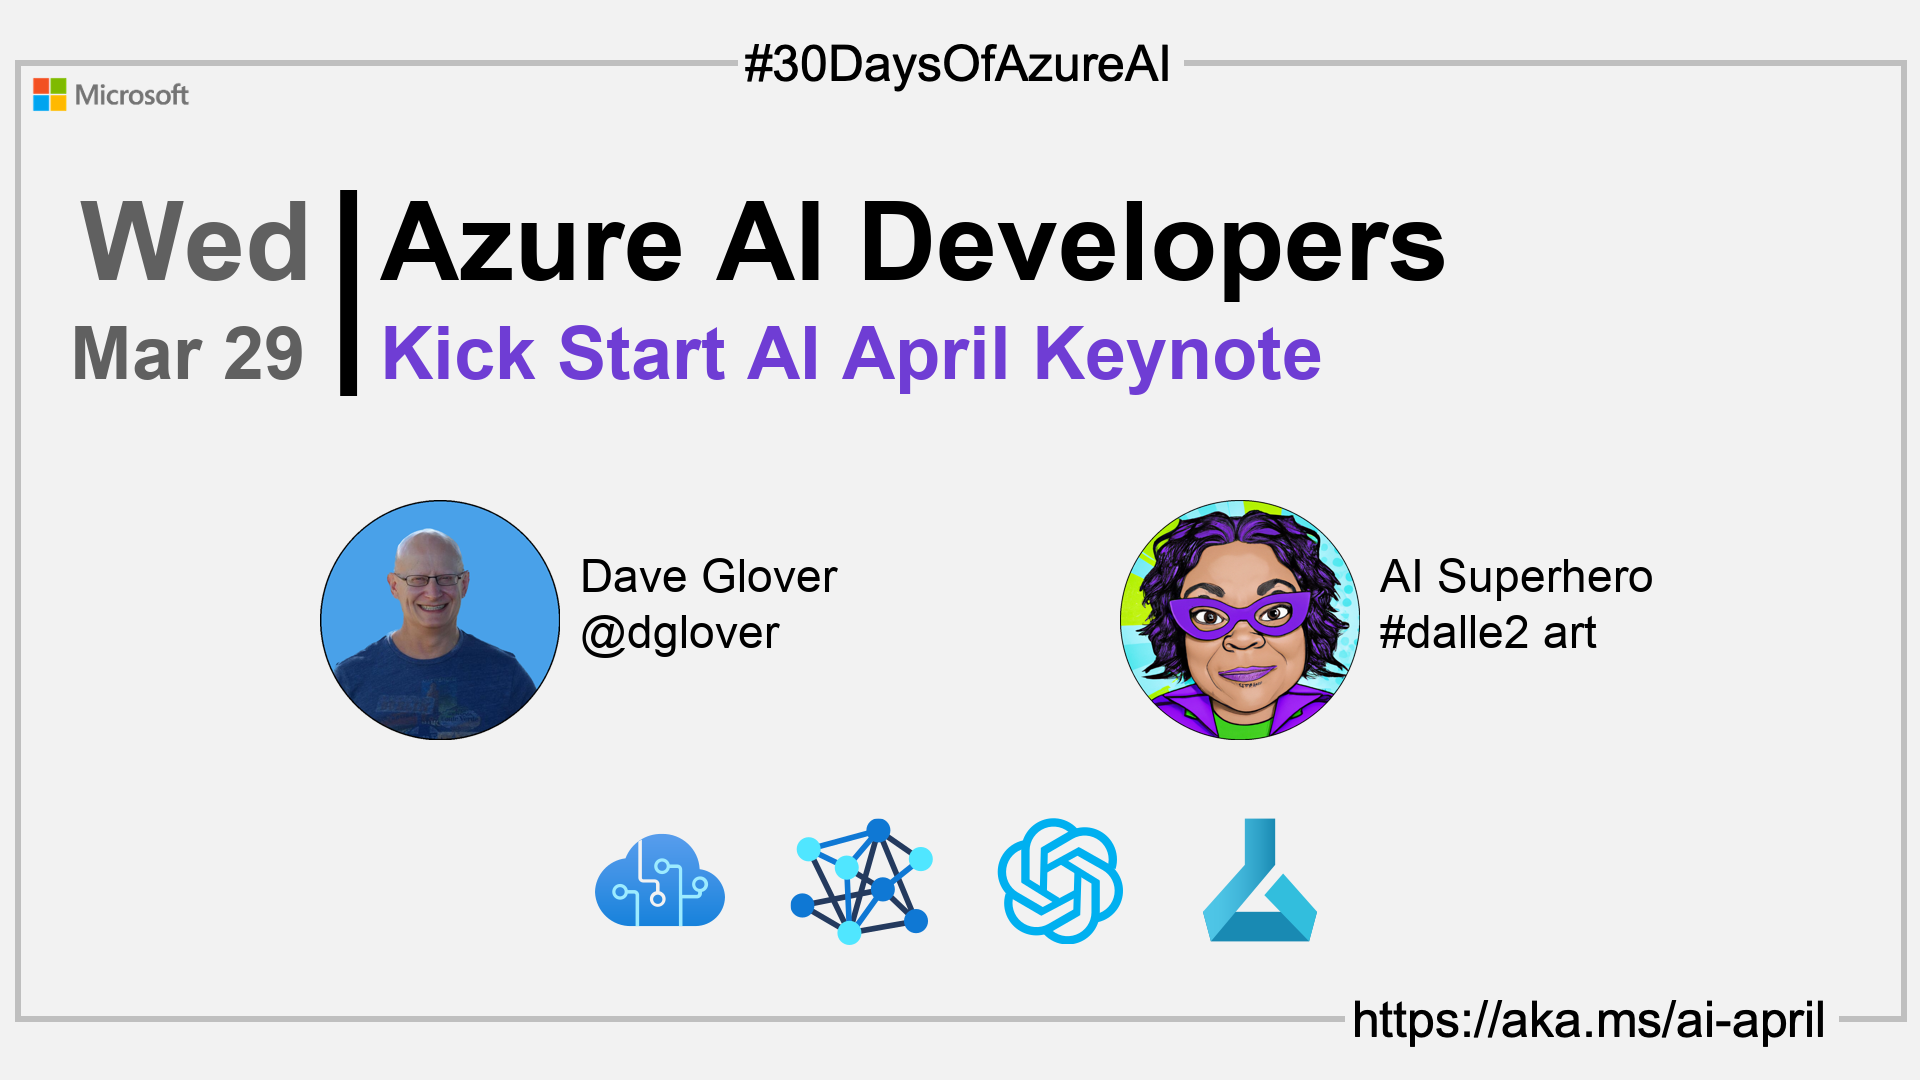 #30DaysOfAzureAI
Microsoft
Wed
Azure AI Developers
Mar 29
Kick Start AI April Keynote
Dave Glover
@dglover
AI Superhero
#dalle2 art
https://aka.ms/ai-april